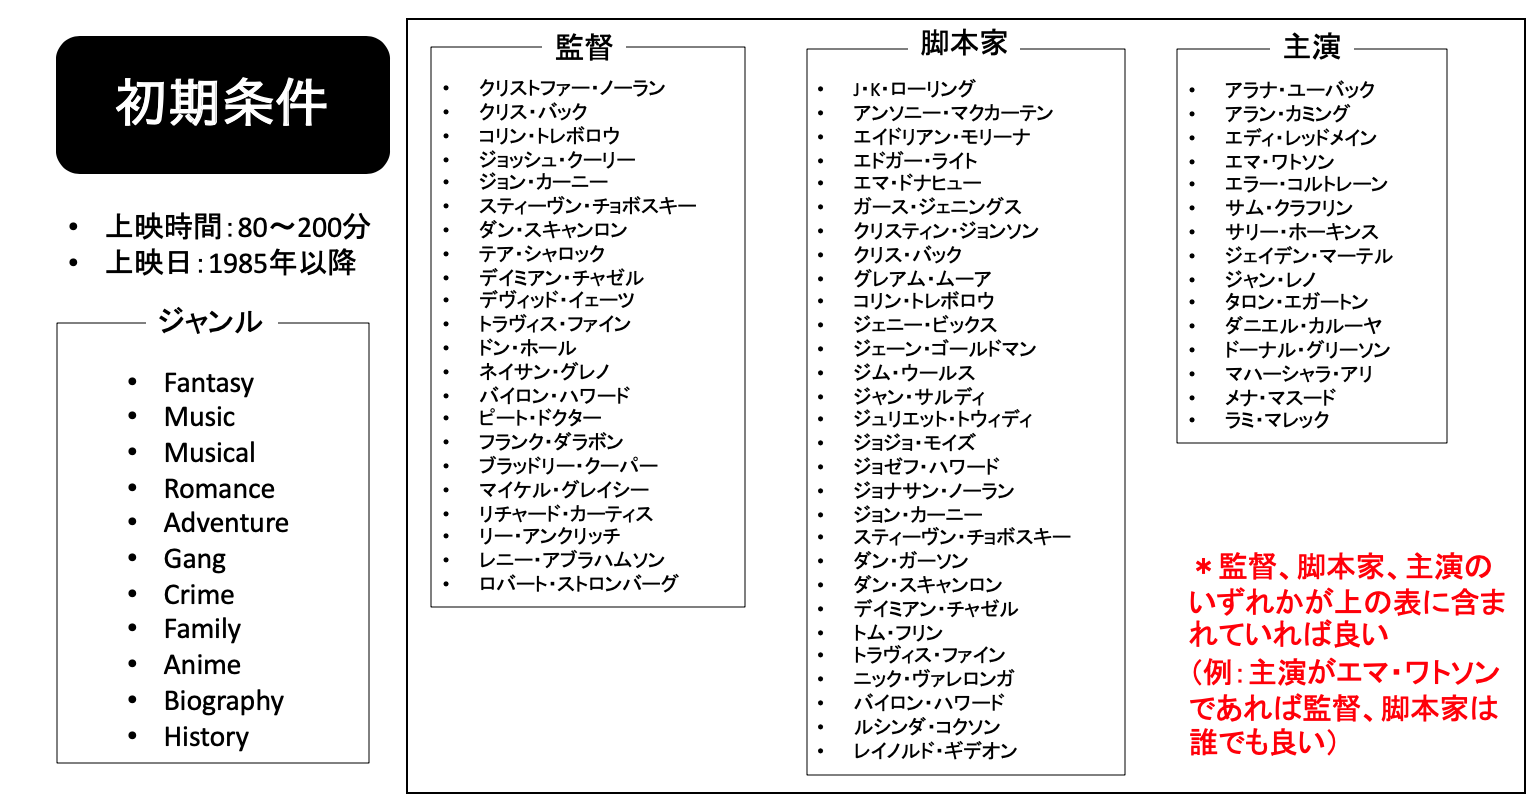 初期条件
• 上映時間：80～200分
• 上映日：1985年以降
ジャンル
• Fantasy
• Music
• Musical
• Romance
• Adventure
• Gang
• Crime
• Family
• Anime
• Biography
• History
監督
• クリストファー・ノーラン
• クリス・バック
• コリン・トレボロウ
• ジョッシュ・クーリー
• ジョン・カーニー
• スティーヴン・チョボスキー
• ダン・スキャンロン
• テア・シャロック
• デイミアン・チャゼル
• デヴィッド・イェーツ
• トラヴィス・ファイン
• ドン・ホール
• ネイサン・グレノ
• バイロン・ハワード
• ピート・ドクター
• フランク・ダラボン
• ブラッドリー・クーパー
• マイケル・グレイシー
• リチャード・カーティス
• リー・アンクリッチ
• レニー・アブラハムソン
• ロバート・ストロンバーグ
脚本家
• J・K・ローリング
• アンソニー・マクカーテン
• エイドリアン・モリーナ
• エドガー・ライト
• エマ・ドナヒュー
• ガース・ジェニングス
• クリスティン・ジョンソン
• クリス・バック
• グレアム・ムーア
• コリン・トレボロウ
• ジェニー・ビックス
• ジェーン・ゴールドマン
• ジム・ウールス
• ジャン・サルディ
• ジュリエット・トウィディ
• ジョジョ・モイズ
• ジョゼフ・ハワード
• ジョナサン・ノーラン
• ジョン・カーニー
• スティーヴン・チョボスキー
• ダン・ガーソン
• ダン・スキャンロン
• デイミアン・チャゼル
• トム・フリン
• トラヴィス・ファイン
• ニック・ヴァレロンガ
• バイロン・ハワード
• ルシンダ・コクソン
• レイノルド・ギデオン
主演
• アラナ・ユーバック
• アラン・カミング
• エディ・レッドメイン
• エマ・ワトソン
• エラー・コルトレーン
• サム・クラフリン
• サリー・ホーキンス
• ジェイデン・マーテル
• ジャン・レノ
• タロン・エガートン
• ダニエル・カルーヤ
• ドーナル・グリーソン
• マハーシャラ・アリ
• メナ・マスード
• ラミ・マレック
＊監督、脚本家、主演の
いずれかが上の表に含ま
れていれば良い
（例：主演がエマ・ワトソン
であれば監督、脚本家は
誰でも良い）